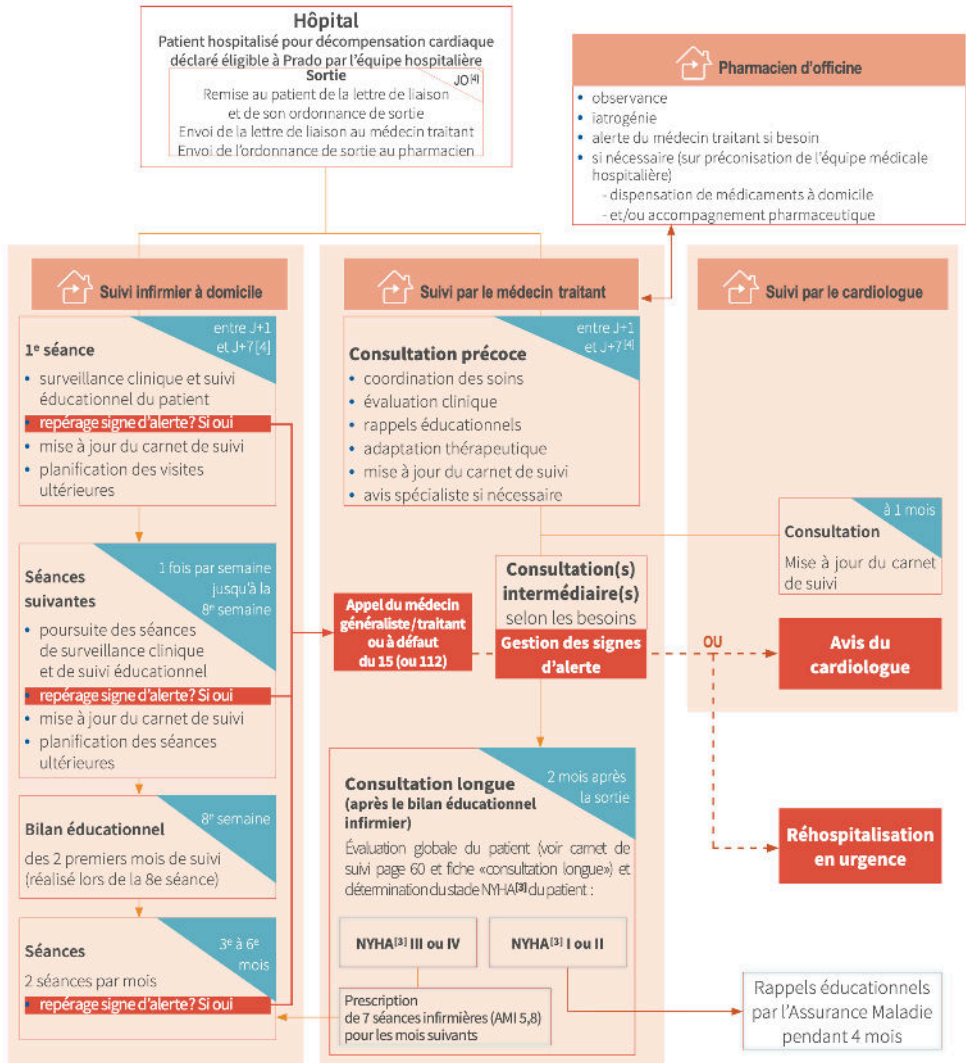 Hôpital
Patient hospitalisé pour décompensation cardiaque
déclaré éligible à Prado par l'équipe hospitalière
Sortie
JO[4]
Remise au patient de la lettre de liaison
et de son ordonnance de sortie
Envoi de la lettre de liaison au médecin traitant
Envoi de l'ordonnance de sortie au pharmacien
Pharmacien d'officine
• observance
• iatrogénie
• alerte du médecin traitant si besoin
• si nécessaire (sur préconisation de l'équipe médicale
hospitalière)
- dispensation de médicaments à domicile
- et/ou accompagnement pharmaceutique
Suivi infirmier à domicile
entre J+1
et J+7[4]
1e séance
• surveillance clinique et suivi
éducationnel du patient
• repérage signe d'alerte? Si oui
• mise à jour du carnet de suivi
• planification des visites
ultérieures
1 fois par semaine
jusqu'à la
8e semaine
Séances
suivantes
• poursuite des séances
de surveillance clinique
et de suivi éducationnel
• repérage signe d'alerte? Si oui
• mise à jour du carnet de suivi
• planification des séances
ultérieures
8e semaine
Bilan éducationnel
des 2 premiers mois de suivi
(réalisé lors de la 8e séance)
3e à 6e
mois
Séances
2 séances par mois
• repérage signe d'alerte? Si oui
Suivi par le médecin traitant
entre J+1
et J+7[4]
Consultation précoce
• coordination des soins
• évaluation clinique
• rappels éducationnels
• adaptation thérapeutique
• mise à jour du carnet de suivi
• avis spécialiste si nécessaire
Appel du médecin
généraliste/traitant
ou à défaut
du 15 (ou 112)
Consultation(s)
intermédiaire(s)
selon les besoins
Gestion des signes
d'alerte
2 mois après
la sortie
Consultation longue
(après le bilan éducationnel
infirmier)
Évaluation globale du patient (voir carnet
de suivi page 60 et fiche «consultation longue») et
détermination du stade NYHA[3] du patient :
NYHA[3] III ou IV
NYHA[3] I ou II
Prescription
de 7 séances infirmières (AMI 5,8)
pour les mois suivants
Suivi par le cardiologue
à 1 mois
Consultation
Mise à jour du carnet
de suivi
OU
Avis du
cardiologue
Réhospitalisation
en urgence
Rappels éducationnels
par l'Assurance Maladie
pendant 4 mois